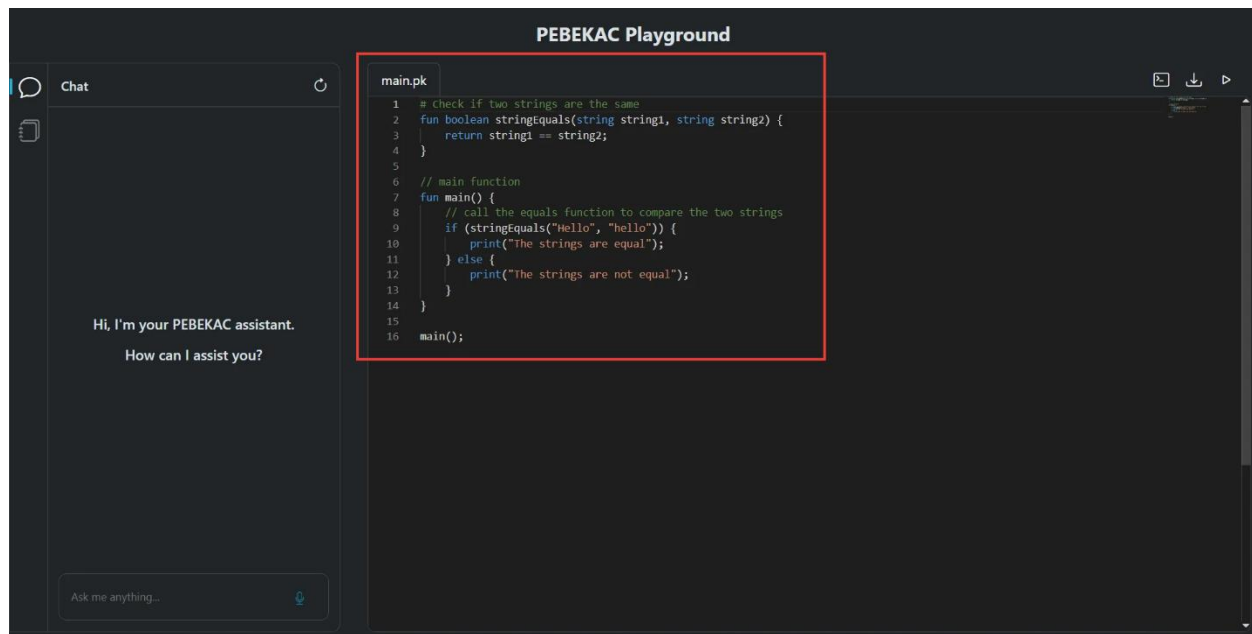 PEBEKAC Playground
Chat
Hi, I'm your PEBEKAC assistant.
How can I assist you?
Ask me anything...
main.pk
1 # Check if two strings are the same
2 fun boolean stringEquals(string string1, string string2) {
3 return string1 == string2;
4 }
5
6 // main function
7 fun main() {
8 // call the equals function to compare the two strings
9 if (stringEquals("Hello", "hello")) {
10 print("The strings are equal");
11 } else {
12 print("The strings are not equal");
13 }
14 }
15
16 main();